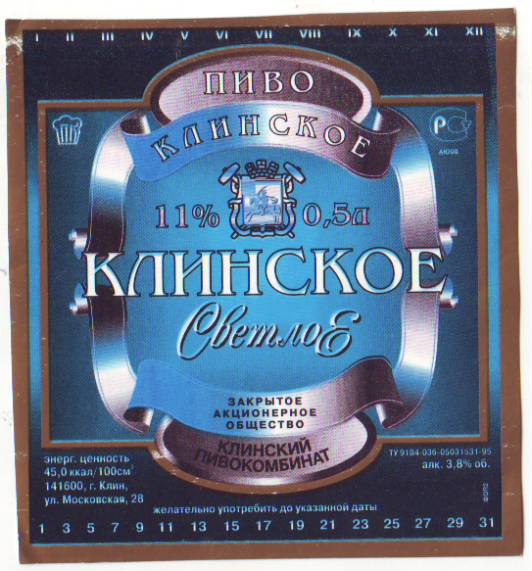 I II III IV V VI VII VIII IX X XI XII
ПИВО
КЛИНСКОЕ
РС
АЮ96
11% 0,5л
КЛИНСКОЕ
Светлое
ЗАКРЫТОЕ
АКЦИОНЕРНОЕ
ОБЩЕСТВО
КЛИНСКИЙ
ПИВОКОМБИНАТ
энерг. ценность
45,0 ккал/100см³
141600, г. Клин,
ул. Московская, 28
ТУ 9184-036-05031531-95
алк. 3,8% об.
желательно употребить до указанной даты
1 3 5 7 9 11 13 15 17 19 21 23 25 27 29 31